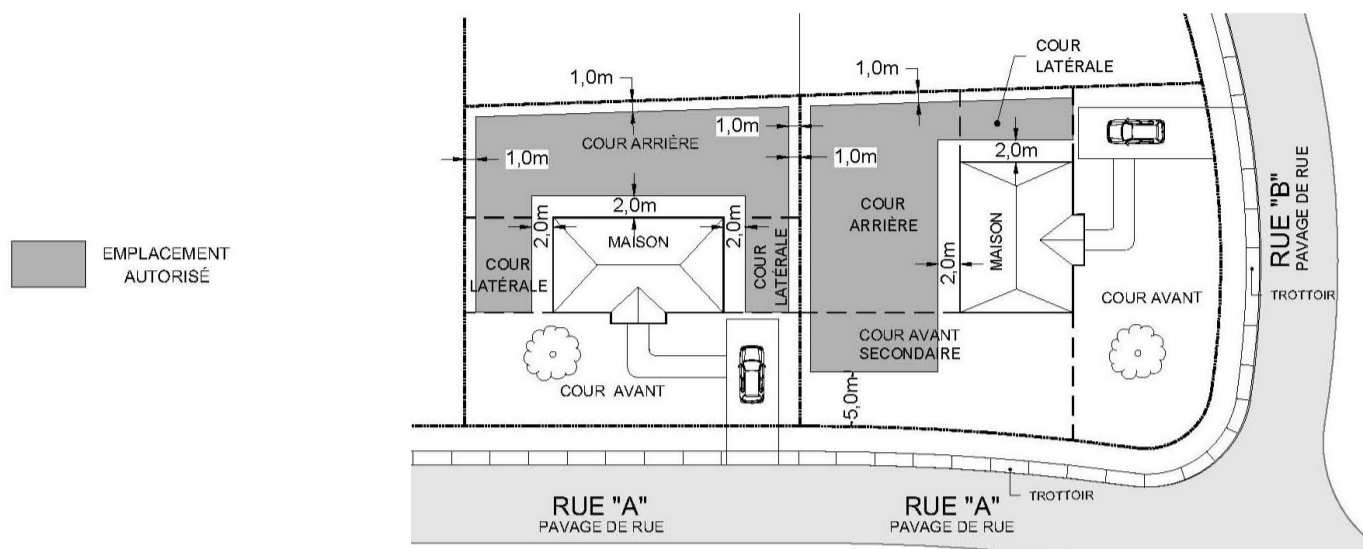 EMPLACEMENT
AUTORISÉ
1,0m
COUR ARRIÈRE
1,0m
1,0m
2,0m
2,0m
2,0m
MAISON
COUR
LATÉRALE
COUR
LATÉRALE
COUR AVANT
1,0m
COUR
LATÉRALE
1,0m
2,0m
COUR
ARRIÈRE
2,0m
MAISON
COUR AVANT
SECONDAIRE
5,0m
COUR AVANT
RUE "B"
PAVAGE DE RUE
TROTTOIR
TROTTOIR
RUE "A"
PAVAGE DE RUE
RUE "A"
PAVAGE DE RUE